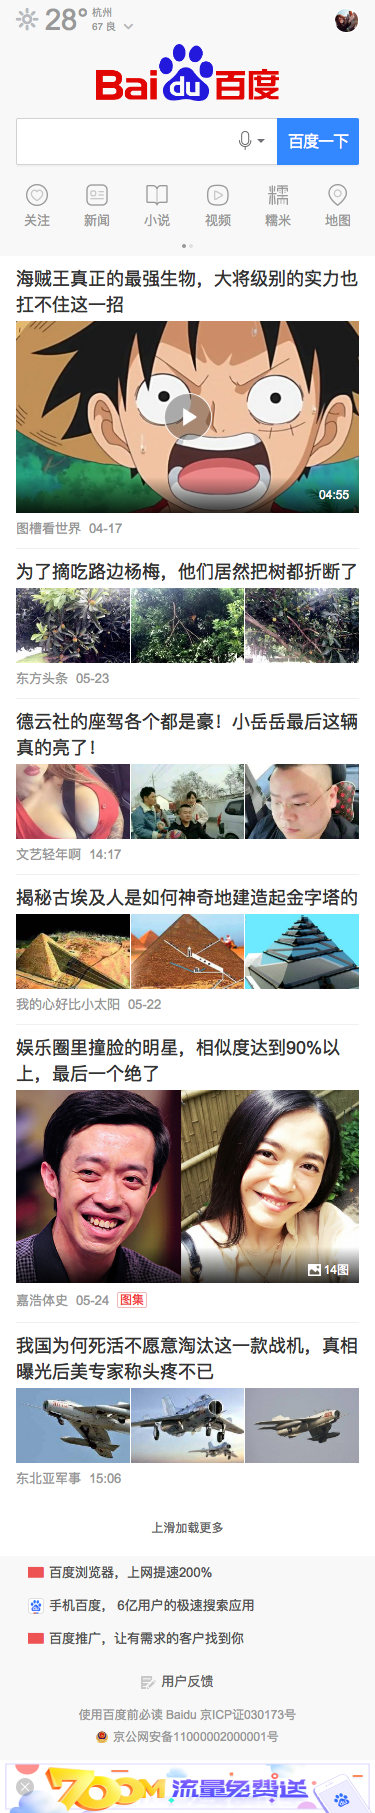 28° 杭州
67 良
Bai du 百度
百度一下
关注 新闻 小说 视频 糯米 地图
海贼王真正的最强生物，大将级别的实力也
扛不住这一招
04:55
图槽看世界 04-17
为了摘吃路边杨梅，他们居然把树都折断了
东方头条 05-23
德云社的座驾各个都是豪！小岳岳最后这辆
真的亮了！
文艺轻年啊 14:17
揭秘古埃及人是如何神奇地建造起金字塔的
我的心好比小太阳 05-22
娱乐圈里撞脸的明星，相似度达到90%以
上，最后一个绝了
14图
嘉浩体史 05-24 图集
我国为何死活不愿意淘汰这一款战机，真相
曝光后美专家称头疼不已
东北亚军事 15:06
上滑加载更多
百度浏览器，上网提速200%
手机百度， 6亿用户的极速搜索应用
百度推广，让有需求的客户找到你
用户反馈
使用百度前必读 Baidu 京ICP证030173号
京公网安备11000002000001号
700M 流量免费送